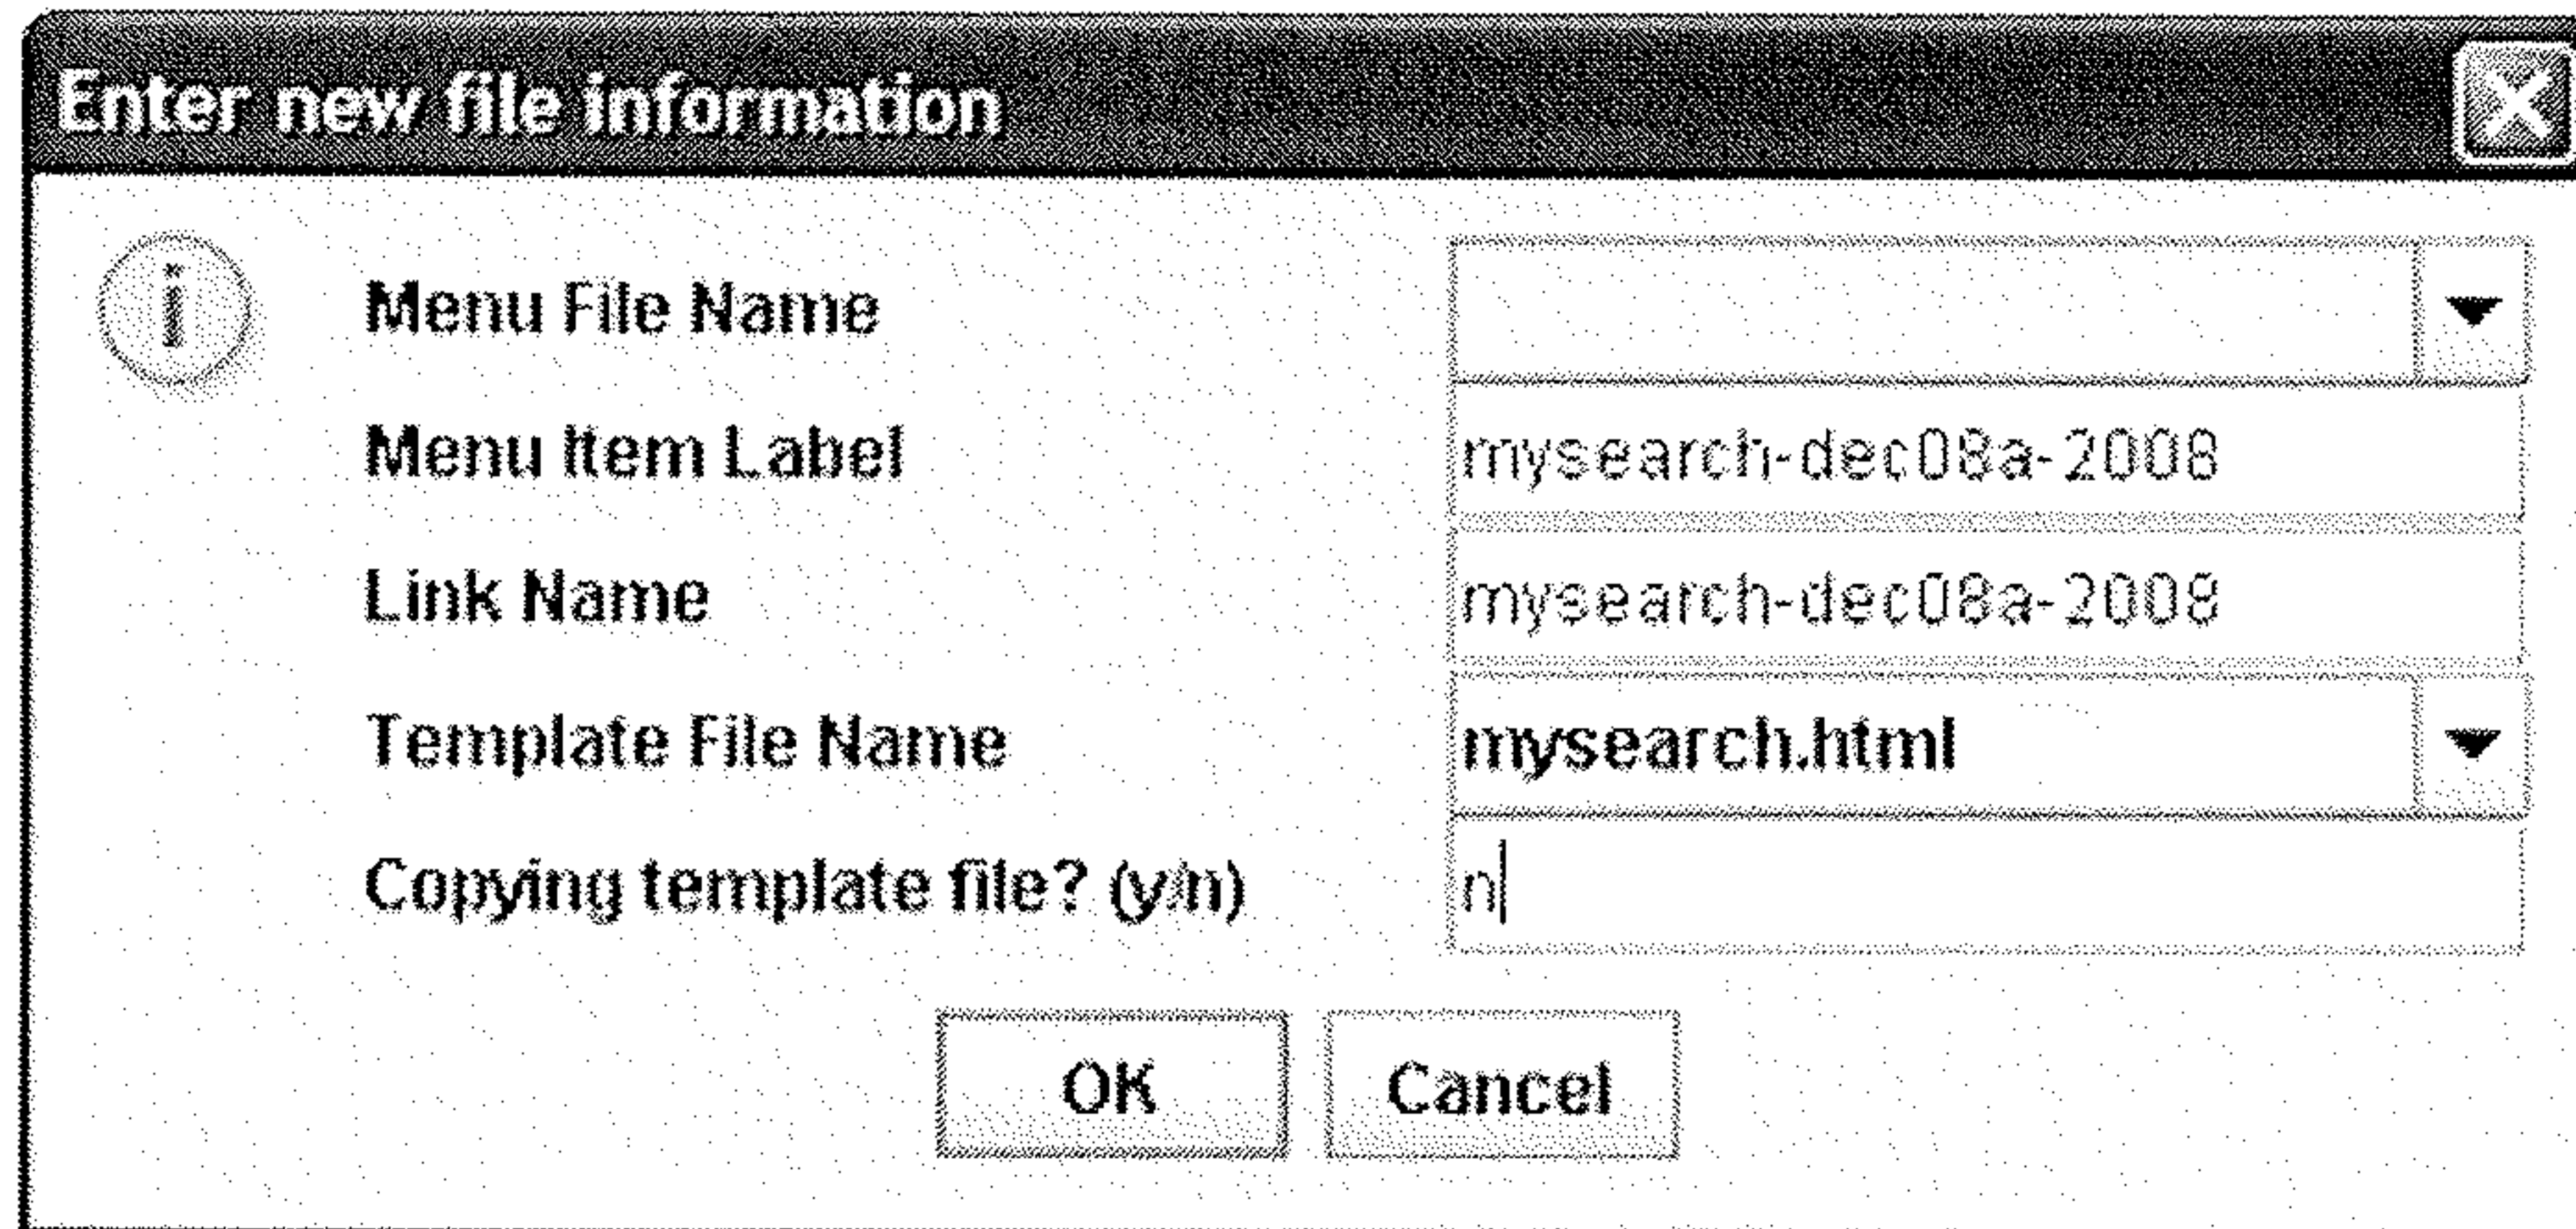 Enter new file information
i
Menu File Name
Menu Item Label mysearch-dec08a-2008
Link Name mysearch-dec08a-2008
Template File Name mysearch.html
Copying template file? (y/n) n
OK Cancel